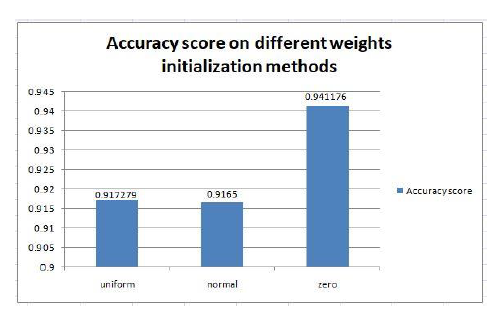 Accuracy score on different weights
initialization methods
0.945
0.94
0.935
0.93
0.925
0.92
0.915
0.91
0.905
0.9
0.917279
0.9165
0.941176
uniform
normal
zero
Accuracy score